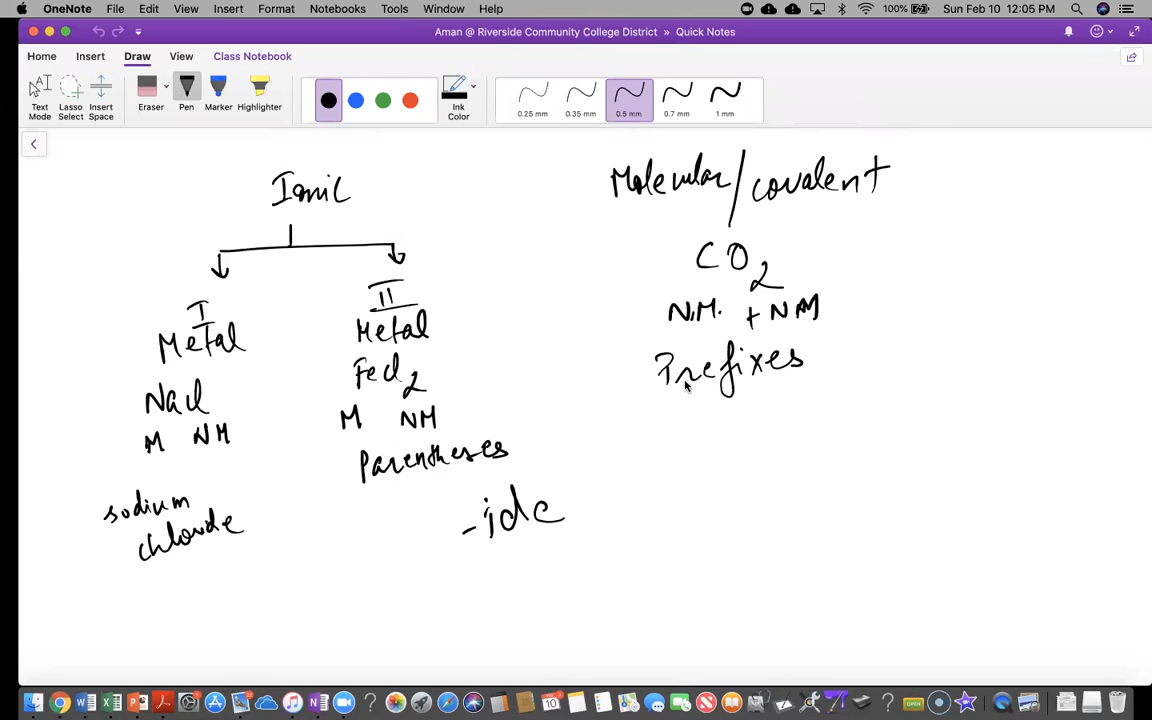 OneNote File Edit View Insert Format Notebooks Tools Window Help 100% Sun Feb 10 12:05 PM
Aman @ Riverside Community College District » Quick Notes
Home Insert Draw View Class Notebook
Text Mode Lasso Select Insert Space Eraser Pen Marker Highlighter Ink Color 0.25 mm 0.35 mm 0.5 mm 0.7 mm 1 mm
Ionic
I
Metal
NaCl
M NM
sodium
chloride
II
Metal
FeCl2
M NM
Parentheses
-ide
Molecular/covalent
CO2
N.M. + NM
Prefixes